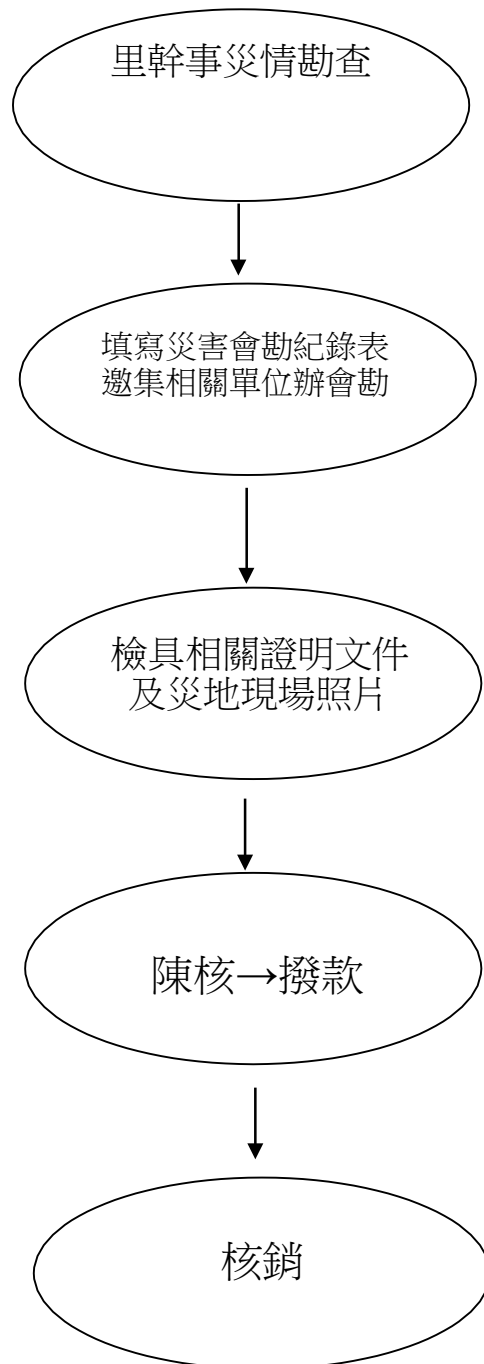 里幹事災情勘查
填寫災害會勘紀錄表
邀集相關單位辦會勘
檢具相關證明文件
及災地現場照片
陳核→撥款
核銷